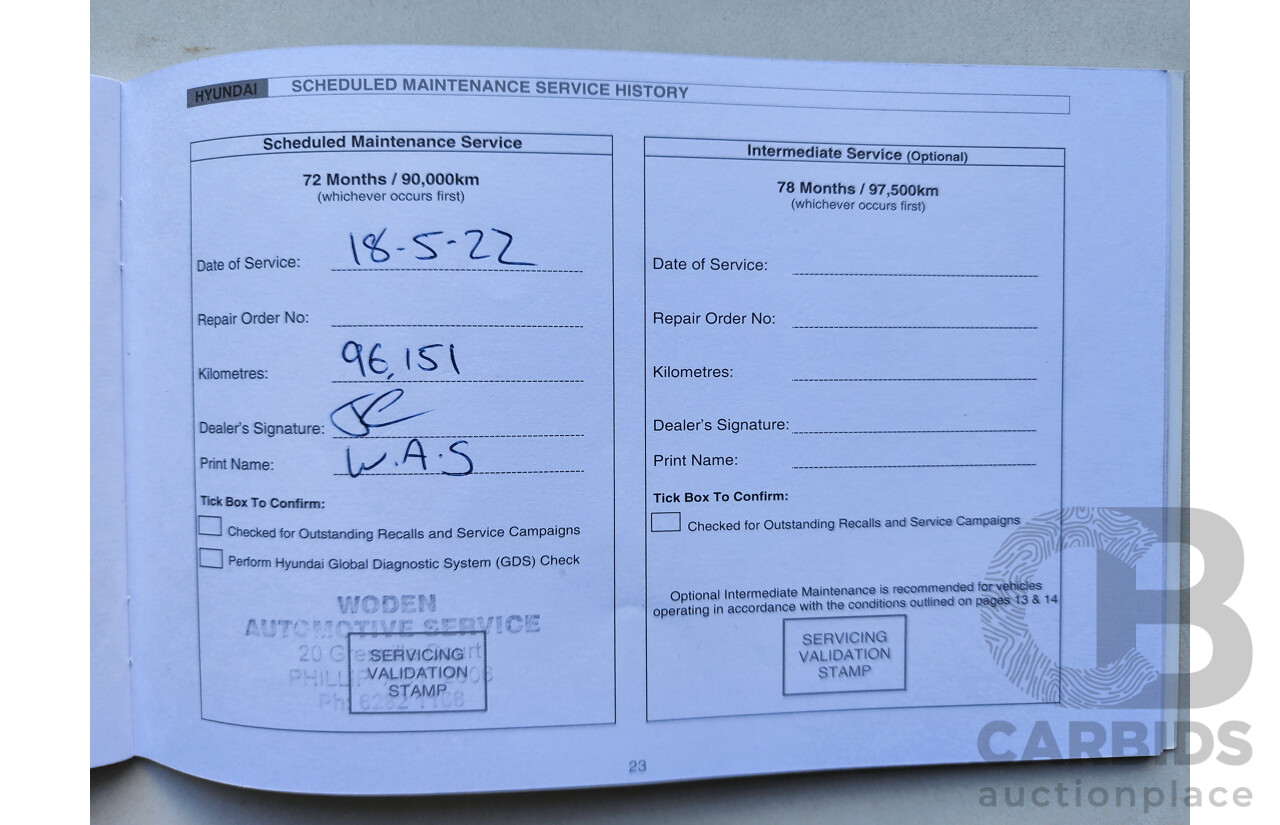 HYUNDAI SCHEDULED MAINTENANCE SERVICE HISTORY
Scheduled Maintenance Service
72 Months / 90,000km
(whichever occurs first)
Date of Service: 18-5-22
Repair Order No:
Kilometres: 96,151
Dealer's Signature:
Print Name: W.A.S
Tick Box To Confirm:
Checked for Outstanding Recalls and Service Campaigns
Perform Hyundai Global Diagnostic System (GDS) Check
WODEN
AUTOMOTIVE SERVICE
20
SERVICING
VALIDATION
STAMP
Ph: 6282
Intermediate Service (Optional)
78 Months / 97,500km
(whichever occurs first)
Date of Service:
Repair Order No:
Kilometres:
Dealer's Signature:
Print Name:
Tick Box To Confirm:
Checked for Outstanding Recalls and Service Campaigns
Optional Intermediate Maintenance is recommended for vehicles
operating in accordance with the conditions outlined on pages 13 & 14
SERVICING
VALIDATION
STAMP
23
CB
CARBIDS
auctionplace